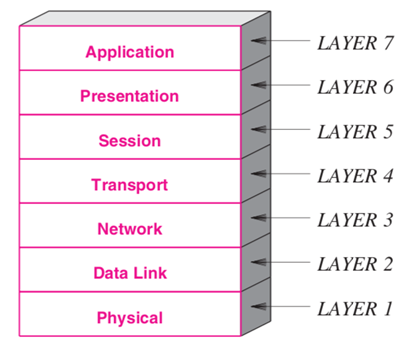 Application LAYER 7
Presentation LAYER 6
Session LAYER 5
Transport LAYER 4
Network LAYER 3
Data Link LAYER 2
Physical LAYER 1